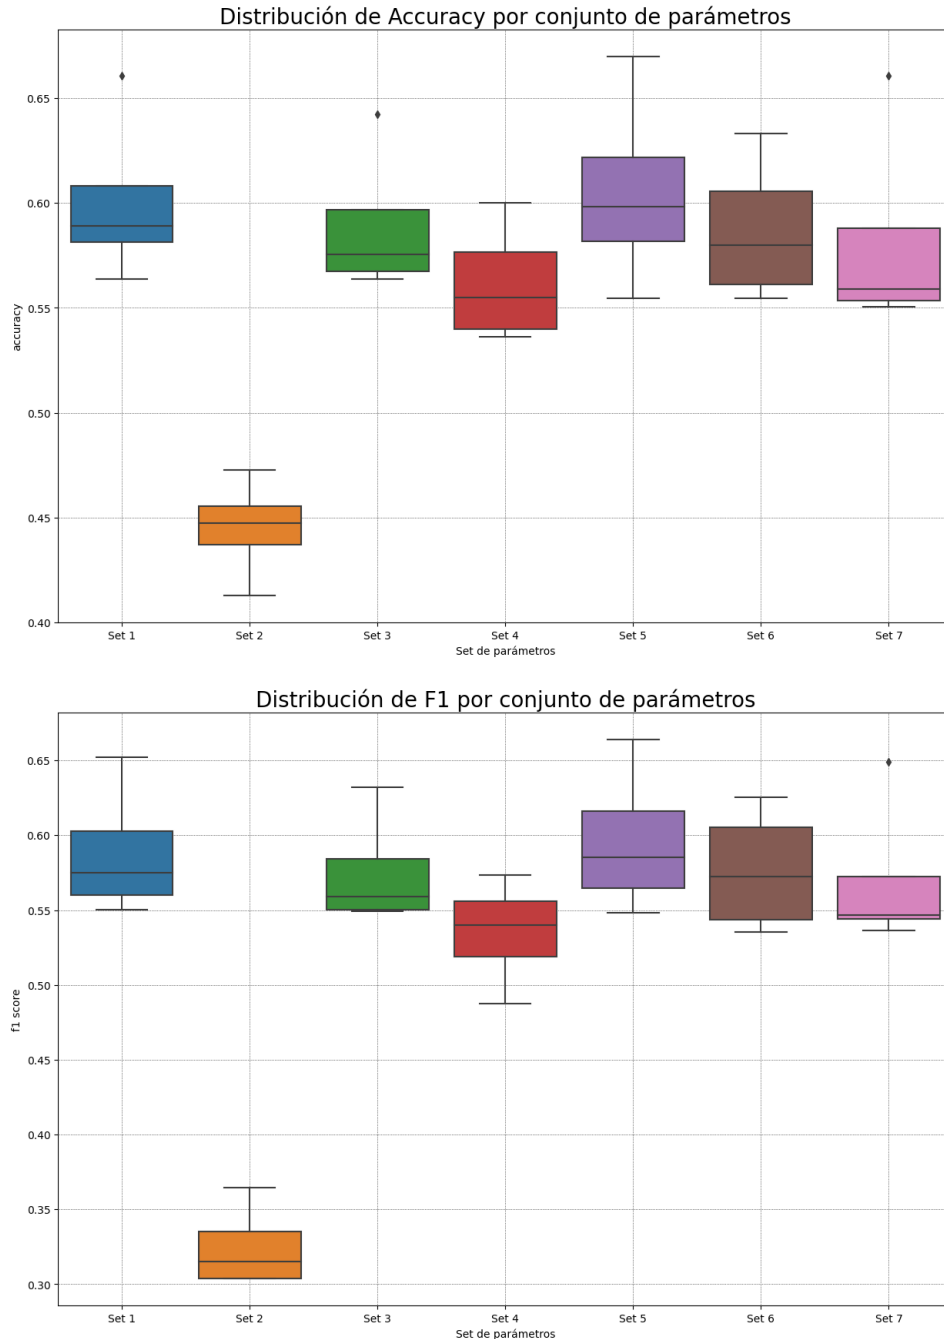 Distribución de Accuracy por conjunto de parámetros
accuracy
0.65
0.60
0.55
0.50
0.45
0.40
Set 1 Set 2 Set 3 Set 4 Set 5 Set 6 Set 7
Set de parámetros
Distribución de F1 por conjunto de parámetros
f1 score
0.65
0.60
0.55
0.50
0.45
0.40
0.35
0.30
Set 1 Set 2 Set 3 Set 4 Set 5 Set 6 Set 7
Set de parámetros